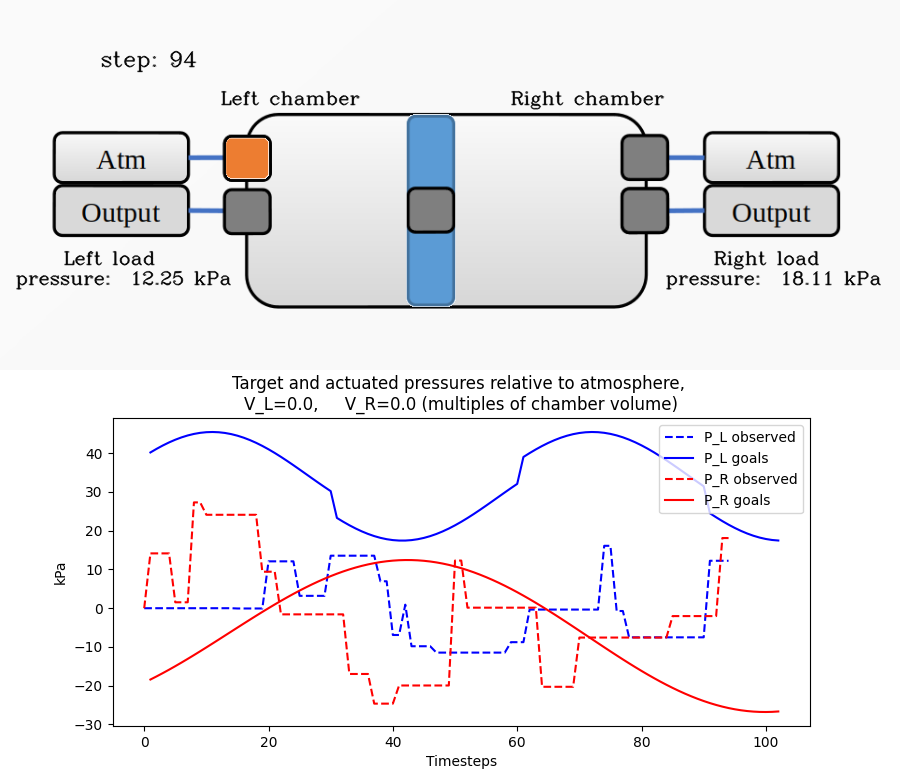 step: 94
Left chamber
Right chamber
Atm
Atm
Output
Output
Left load
pressure: 12.25 kPa
Right load
pressure: 18.11 kPa
Target and actuated pressures relative to atmosphere,
V_L=0.0, V_R=0.0 (multiples of chamber volume)
P_L observed
P_L goals
P_R observed
P_R goals
kPa
40
30
20
10
0
−10
−20
−30
0 20 40 60 80 100
Timesteps